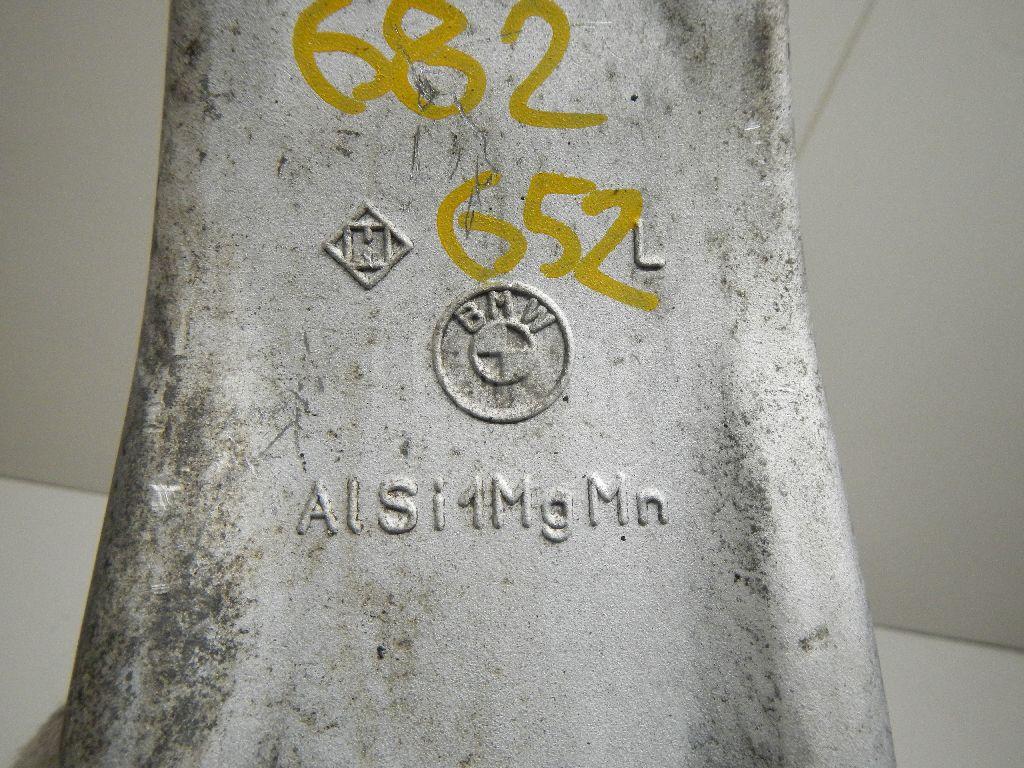 682
652 L
BMW
AlSi1MgMn